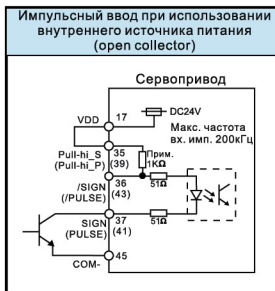 Импульсный ввод при использовании
внутреннего источника питания
(open collector)
Сервопривод
VDD
17
DC24V
Макс. частота
вх. имп. 200кГц
Pull-hi_S
(Pull-hi_P)
35
(39)
Прим.
1KΩ
/SIGN
(/PULSE)
36
(43)
51Ω
SIGN
(PULSE)
37
(41)
51Ω
COM-
45